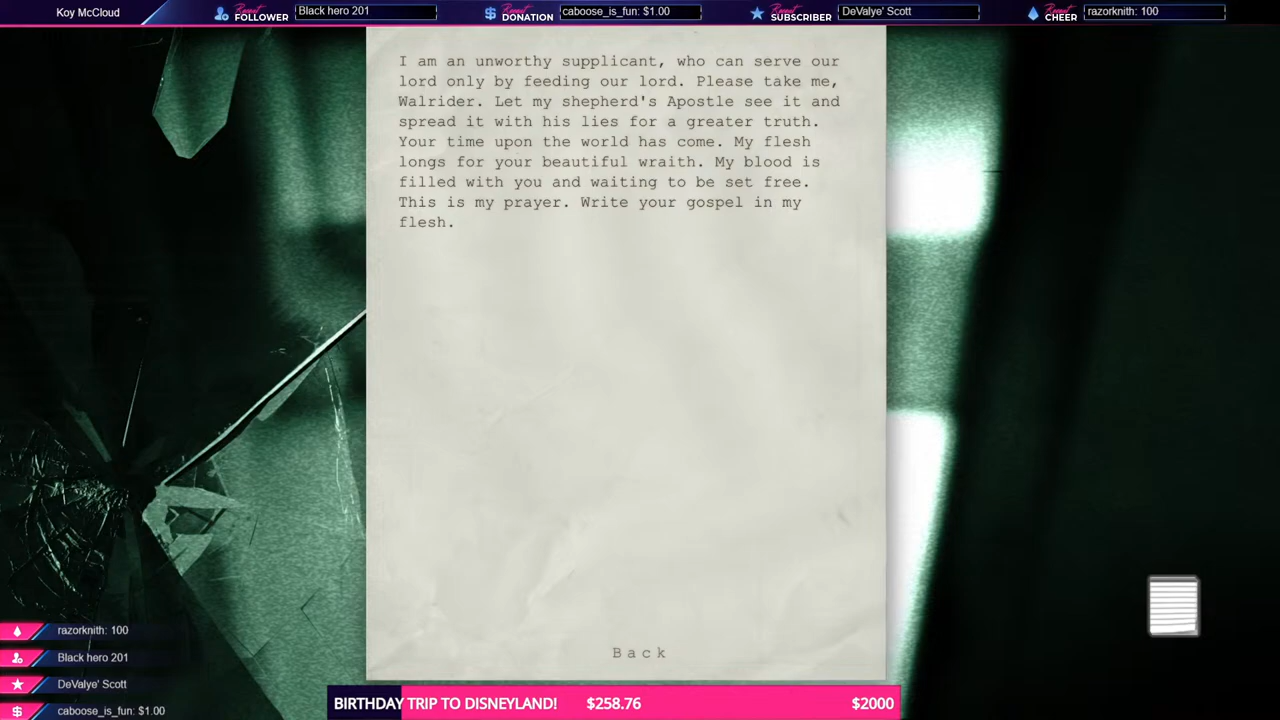 Koy McCloud
Recent
FOLLOWER
Black hero 201
Recent
DONATION
caboose_is_fun: $1.00
Recent
SUBSCRIBER
DeValye' Scott
Recent
CHEER
razorknith: 100
I am an unworthy supplicant, who can serve our
lord only by feeding our lord. Please take me,
Walrider. Let my shepherd's Apostle see it and
spread it with his lies for a greater truth.
Your time upon the world has come. My flesh
longs for your beautiful wraith. My blood is
filled with you and waiting to be set free.
This is my prayer. Write your gospel in my
flesh.
Back
razorknith: 100
Black hero 201
DeValye' Scott
caboose_is_fun: $1.00
BIRTHDAY TRIP TO DISNEYLAND! $258.76 $2000